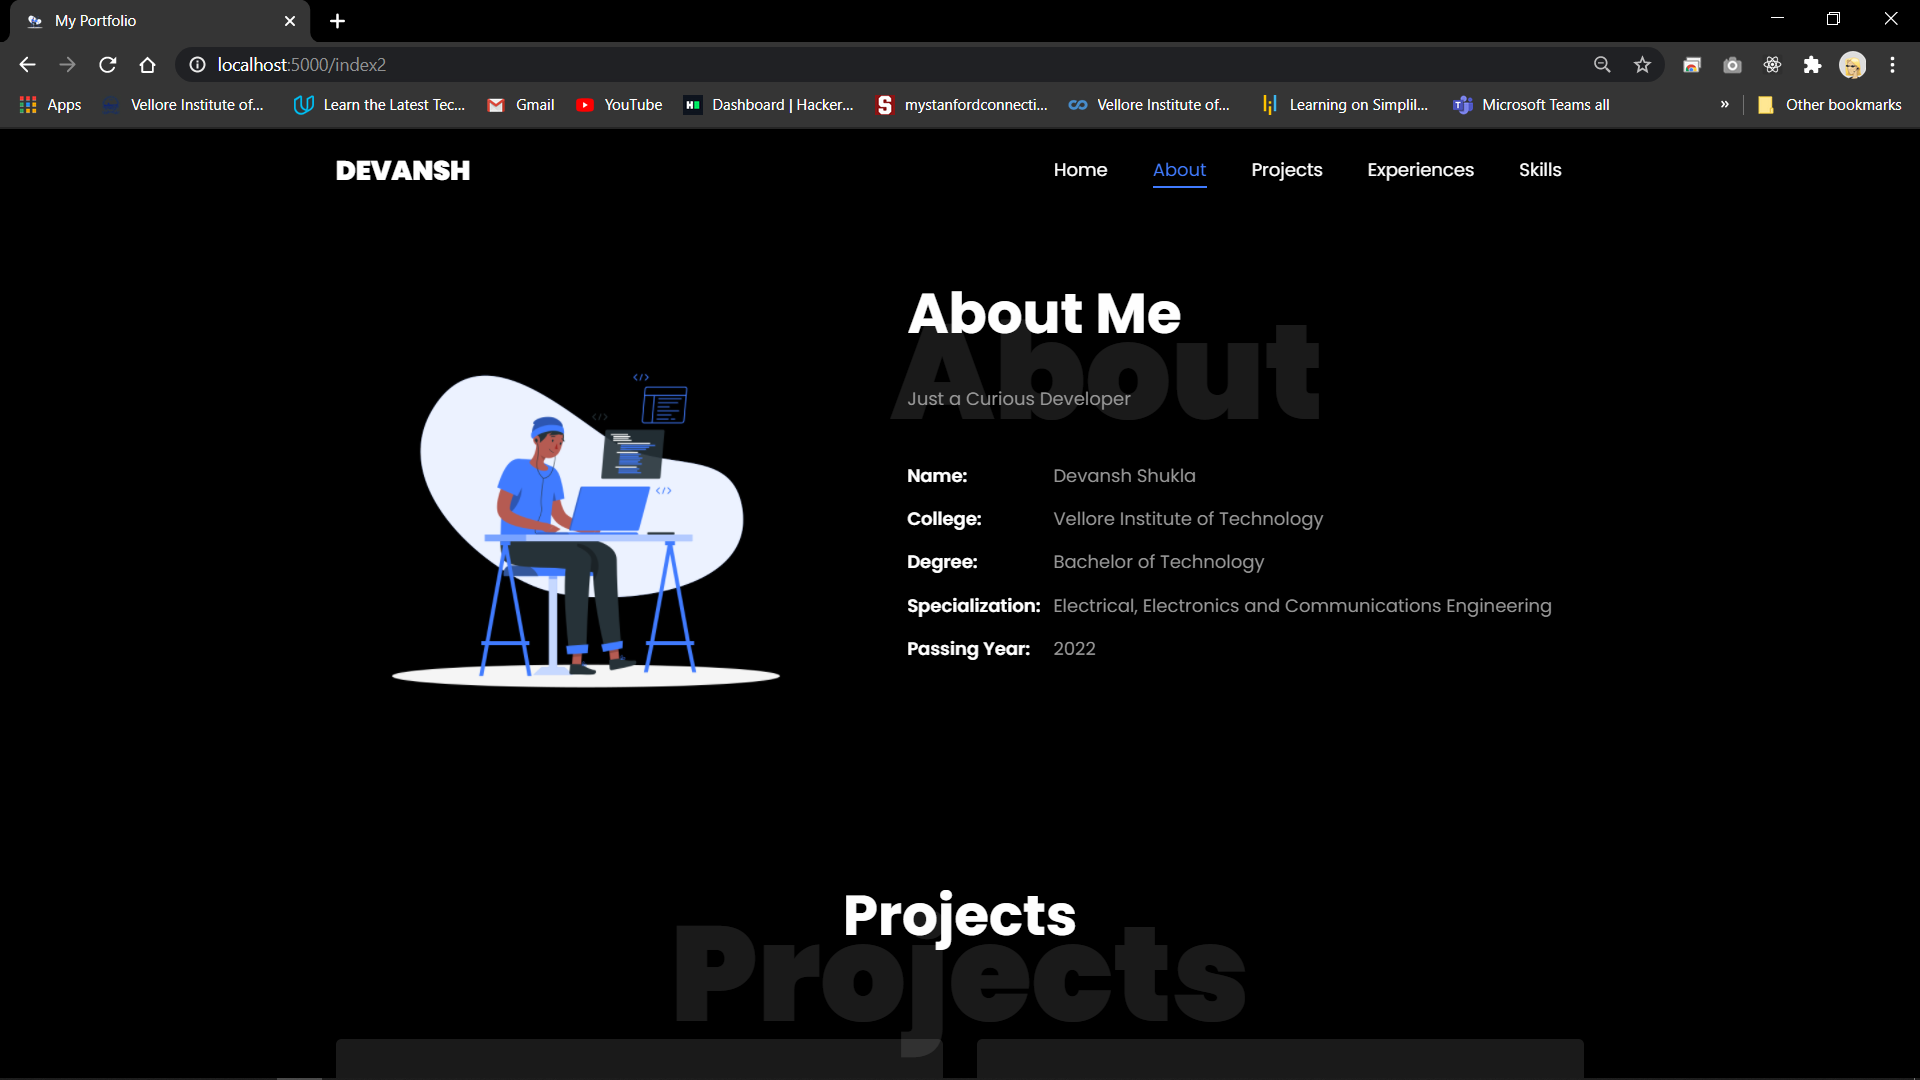 My Portfolio
localhost:5000/index2
Apps Vellore Institute of... Learn the Latest Tec... Gmail YouTube Dashboard | Hacker... mystanfordconnecti... Vellore Institute of... Learning on Simplil... Microsoft Teams all » Other bookmarks
DEVANSH Home About Projects Experiences Skills
About Me
About
Just a Curious Developer
Name: Devansh Shukla
College: Vellore Institute of Technology
Degree: Bachelor of Technology
Specialization: Electrical, Electronics and Communications Engineering
Passing Year: 2022
Projects
Projects